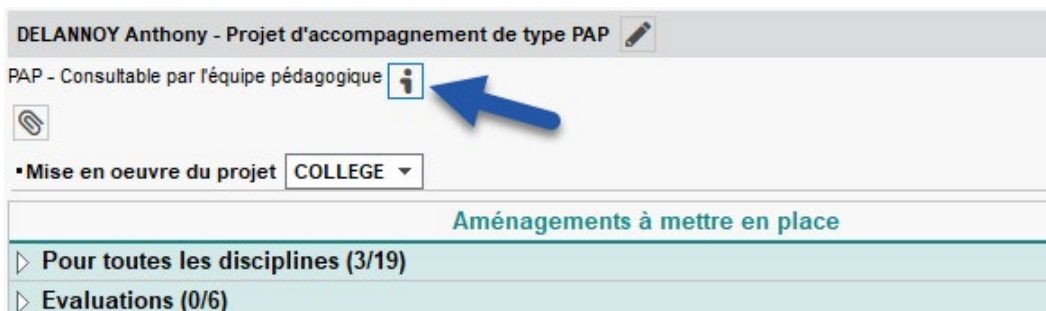 DELANNOY Anthony - Projet d'accompagnement de type PAP
PAP - Consultable par l'équipe pédagogique
▪Mise en oeuvre du projet COLLEGE
Aménagements à mettre en place
Pour toutes les disciplines (3/19)
Evaluations (0/6)